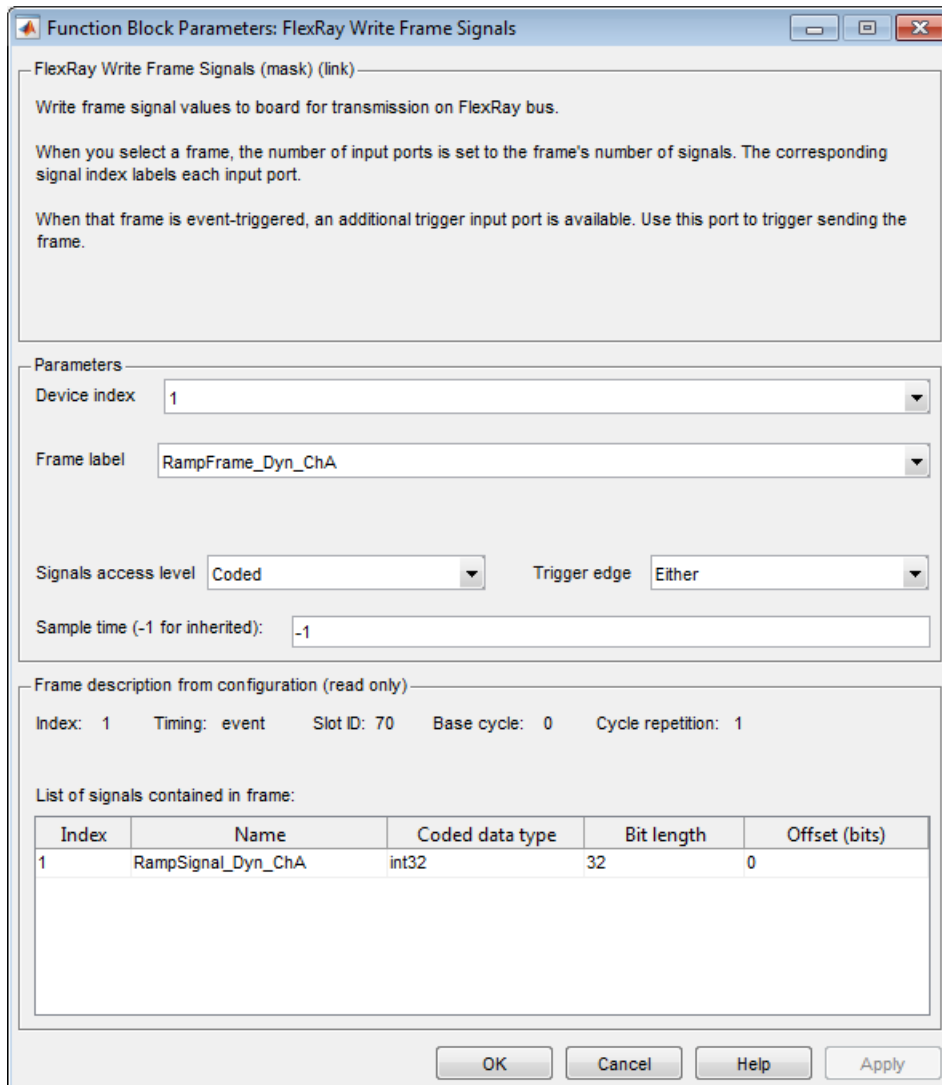 Function Block Parameters: FlexRay Write Frame Signals
FlexRay Write Frame Signals (mask) (link)
Write frame signal values to board for transmission on FlexRay bus.
When you select a frame, the number of input ports is set to the frame's number of signals. The corresponding
signal index labels each input port.
When that frame is event-triggered, an additional trigger input port is available. Use this port to trigger sending the
frame.
Parameters
Device index 1
Frame label RampFrame_Dyn_ChA
Signals access level Coded Trigger edge Either
Sample time (-1 for inherited): -1
Frame description from configuration (read only)
Index: 1 Timing: event Slot ID: 70 Base cycle: 0 Cycle repetition: 1
List of signals contained in frame:
Index Name Coded data type Bit length Offset (bits)
1 RampSignal_Dyn_ChA int32 32 0
OK Cancel Help Apply